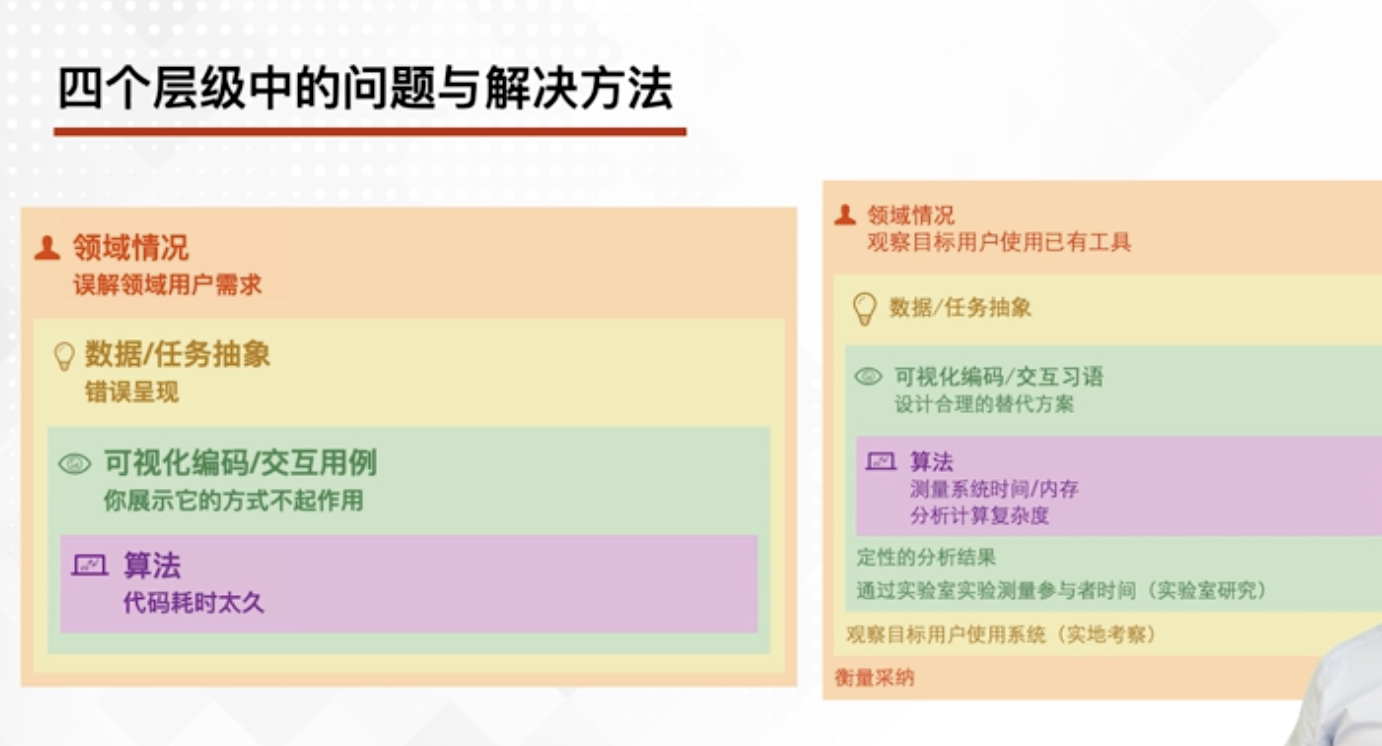 四个层级中的问题与解决方法
领域情况
误解领域用户需求
数据/任务抽象
错误呈现
可视化编码/交互用例
你展示它的方式不起作用
算法
代码耗时太久
领域情况
观察目标用户使用已有工具
数据/任务抽象
可视化编码/交互习语
设计合理的替代方案
算法
测量系统时间/内存
分析计算复杂度
定性的分析结果
通过实验室实验测量参与者时间（实验室研究）
观察目标用户使用系统（实地考察）
衡量采纳